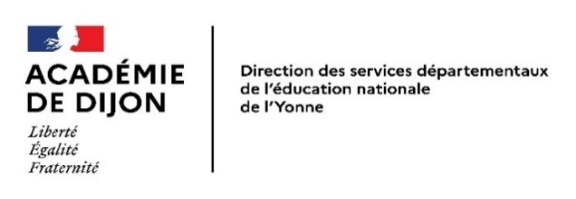 ACADÉMIE
DE DIJON
Liberté
Égalité
Fraternité
Direction des services départementaux
de l'éducation nationale
de l'Yonne